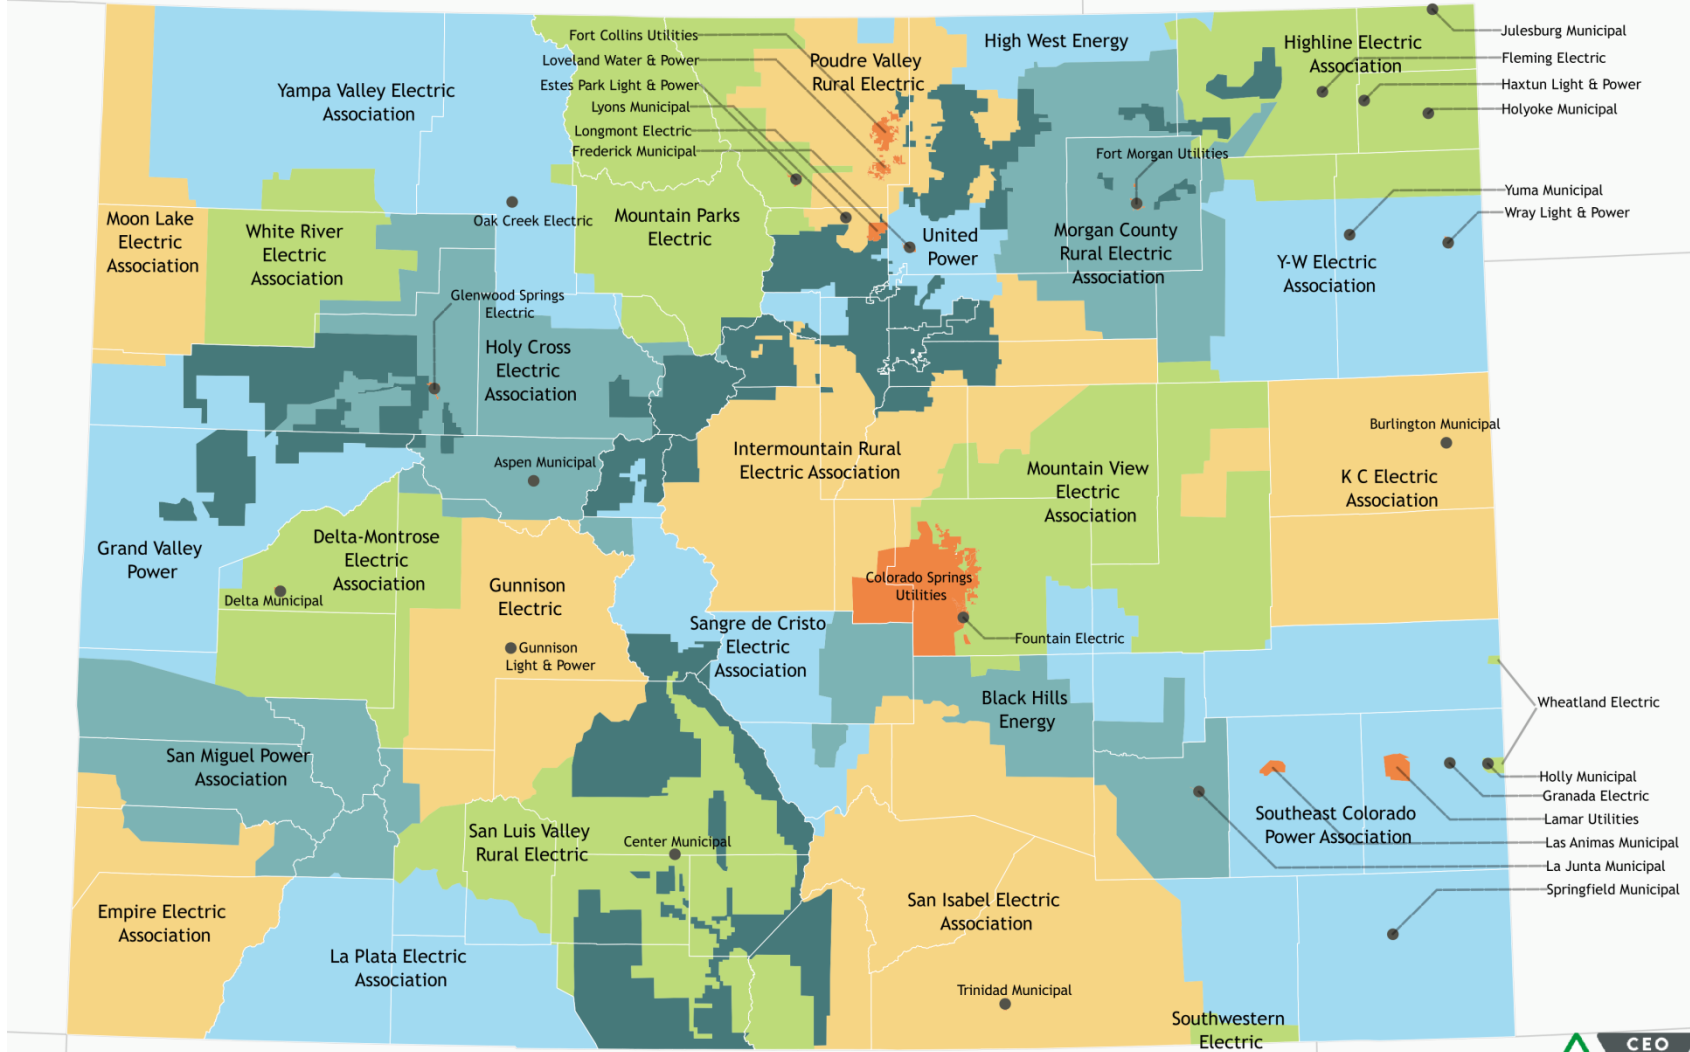 Fort Collins Utilities
Loveland Water & Power
Estes Park Light & Power
Lyons Municipal
Longmont Electric
Frederick Municipal
Poudre Valley
Rural Electric
High West Energy
Highline Electric
Association
Julesburg Municipal
Fleming Electric
Haxtun Light & Power
Holyoke Municipal
Yampa Valley Electric
Association
Fort Morgan Utilities
Yuma Municipal
Wray Light & Power
Moon Lake
Electric
Association
White River
Electric
Association
Oak Creek Electric
Mountain Parks
Electric
United
Power
Morgan County
Rural Electric
Association
Y-W Electric
Association
Glenwood Springs
Electric
Holy Cross
Electric
Association
Burlington Municipal
Intermountain Rural
Electric Association
Aspen Municipal
Mountain View
Electric
Association
K C Electric
Association
Grand Valley
Power
Delta-Montrose
Electric
Association
Delta Municipal
Gunnison
Electric
Colorado Springs
Utilities
Gunnison
Light & Power
Sangre de Cristo
Electric
Association
Fountain Electric
Black Hills
Energy
Wheatland Electric
San Miguel Power
Association
Holly Municipal
Granada Electric
Lamar Utilities
Las Animas Municipal
La Junta Municipal
Springfield Municipal
Southeast Colorado
Power Association
San Luis Valley
Rural Electric
Center Municipal
Empire Electric
Association
La Plata Electric
Association
San Isabel Electric
Association
Trinidad Municipal
Southwestern
Electric
CEO